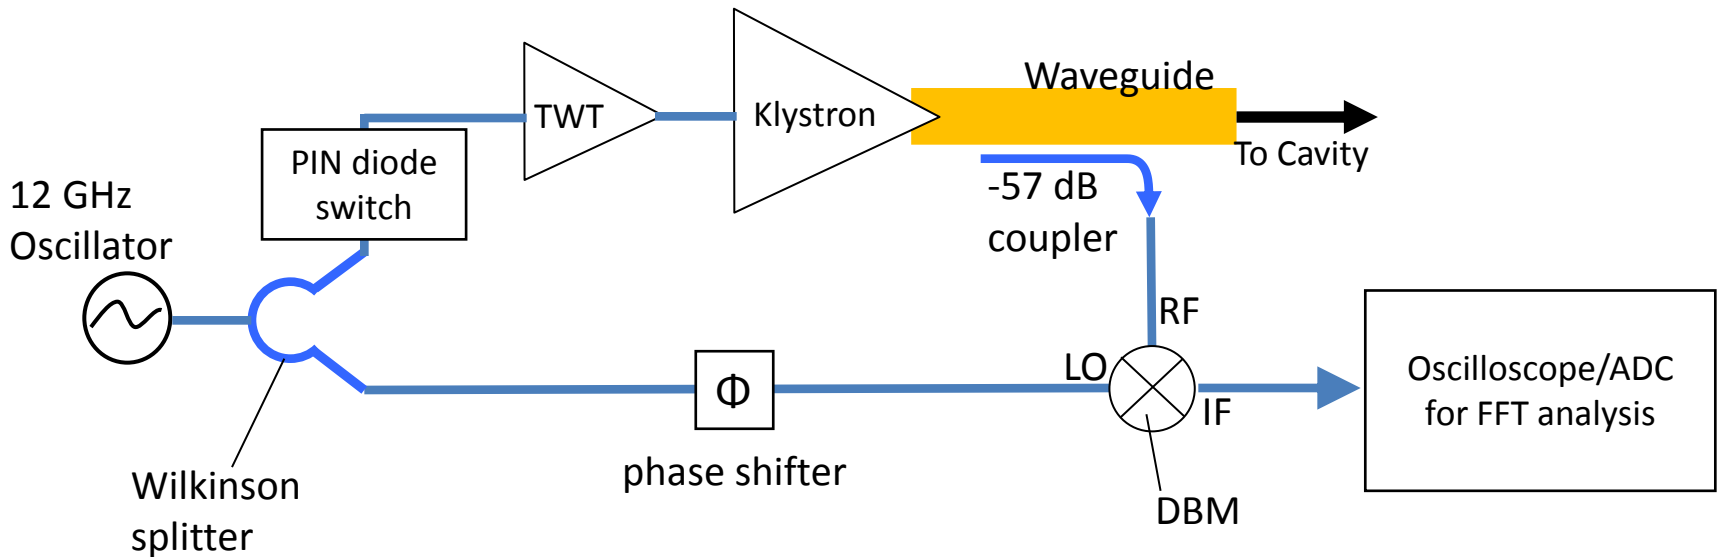 Waveguide
TWT
Klystron
To Cavity
PIN diode
switch
12 GHz
Oscillator
-57 dB
coupler
RF
LO
IF
Φ
Oscilloscope/ADC
for FFT analysis
phase shifter
Wilkinson
splitter
DBM